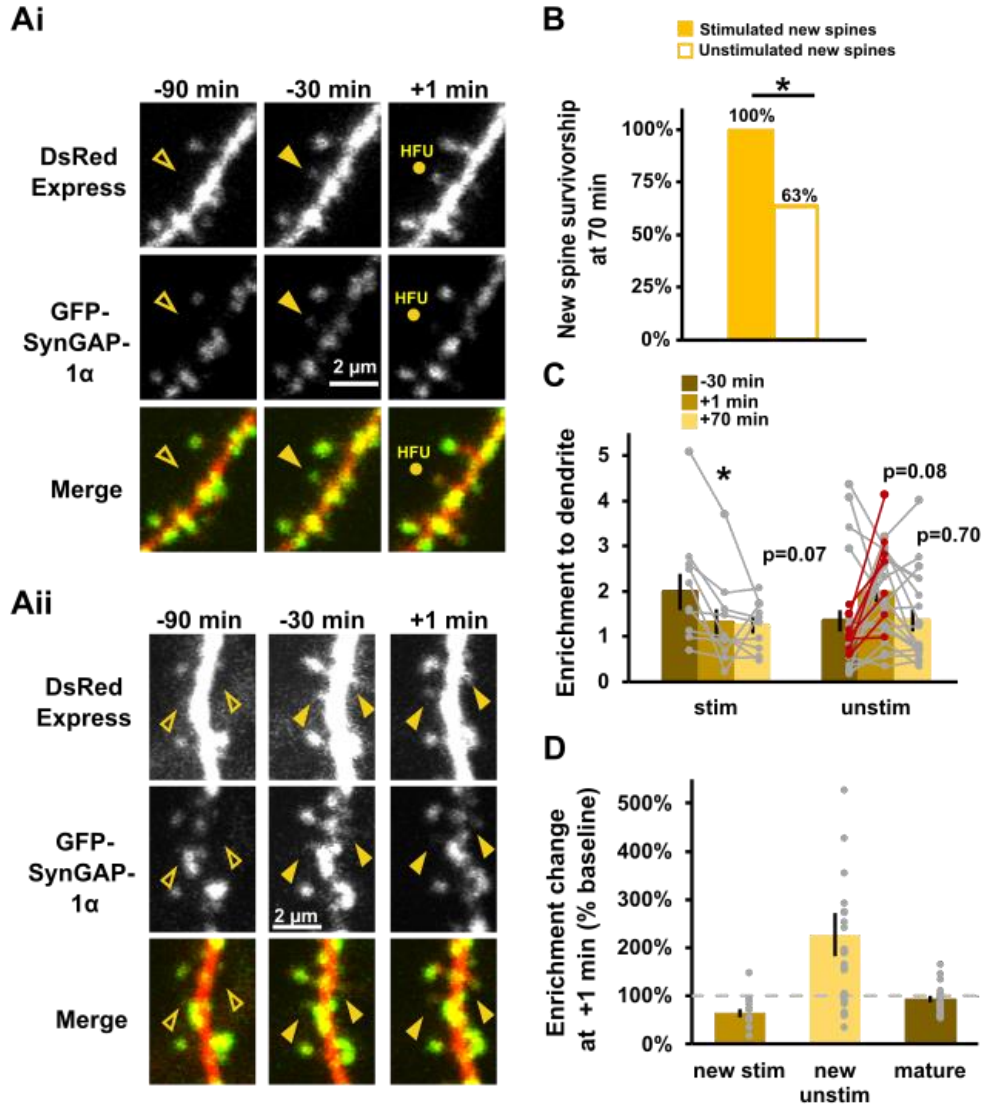 Ai
-90 min -30 min +1 min
DsRed
Express
HFU
GFP-
SynGAP-
1α
HFU
2 µm
Merge
HFU
Aii
-90 min -30 min +1 min
DsRed
Express
GFP-
SynGAP-
1α
2 µm
Merge
B
Stimulated new spines
Unstimulated new spines
*
New spine survivorship
at 70 min
100%
75%
50%
25%
0%
100%
63%
C
-30 min
+1 min
+70 min
Enrichment to dendrite
5
4
3
2
1
0
*
p=0.07
p=0.08
p=0.70
stim unstim
D
Enrichment change
at +1 min (% baseline)
500%
400%
300%
200%
100%
0%
new stim new mature
unstim